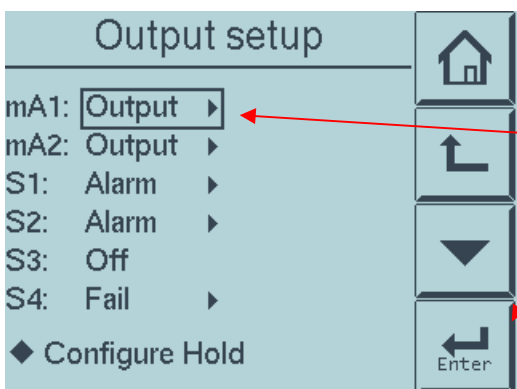 Output setup
mA1: Output
mA2: Output
S1: Alarm
S2: Alarm
S3: Off
S4: Fail
Configure Hold
Enter